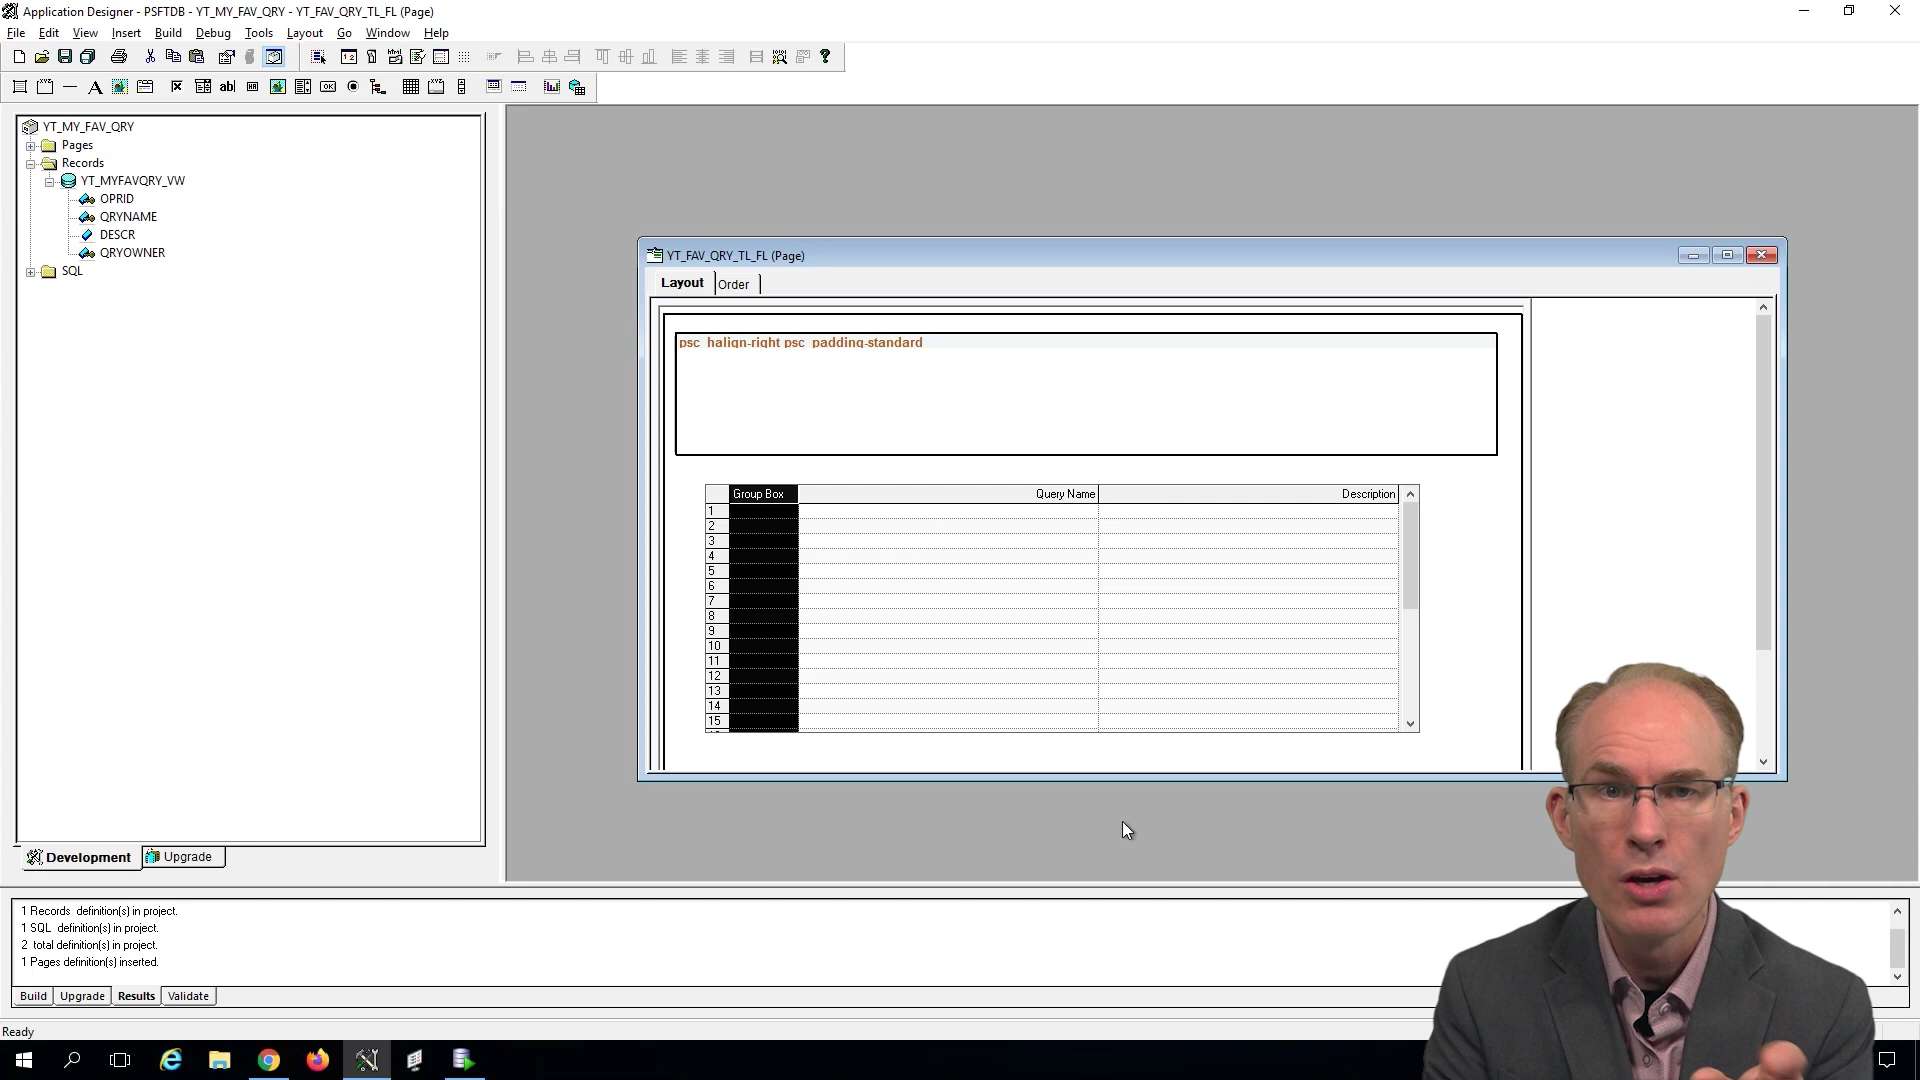 Application Designer - PSFTDB - YT_MY_FAV_QRY - YT_FAV_QRY_TL_FL (Page)
File Edit View Insert Build Debug Tools Layout Go Window Help
YT_MY_FAV_QRY
Pages
Records
YT_MYFAVQRY_VW
OPRID
QRYNAME
DESCR
QRYOWNER
SQL
YT_FAV_QRY_TL_FL (Page)
Layout Order
psc_halign-right psc_padding-standard
Group Box Query Name Description
1
2
3
4
5
6
7
8
9
10
11
12
13
14
15
Development Upgrade
1 Records definition(s) in project.
1 SQL definition(s) in project.
2 total definition(s) in project.
1 Pages definition(s) inserted.
Build Upgrade Results Validate
Ready